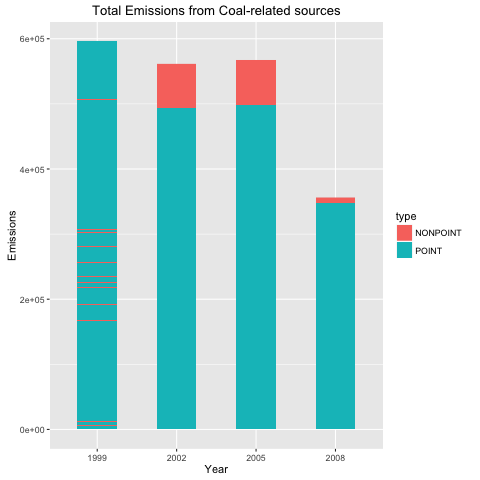 Total Emissions from Coal-related sources
6e+05
4e+05
2e+05
0e+00
Emissions
1999 2002 2005 2008
Year
type
NONPOINT
POINT